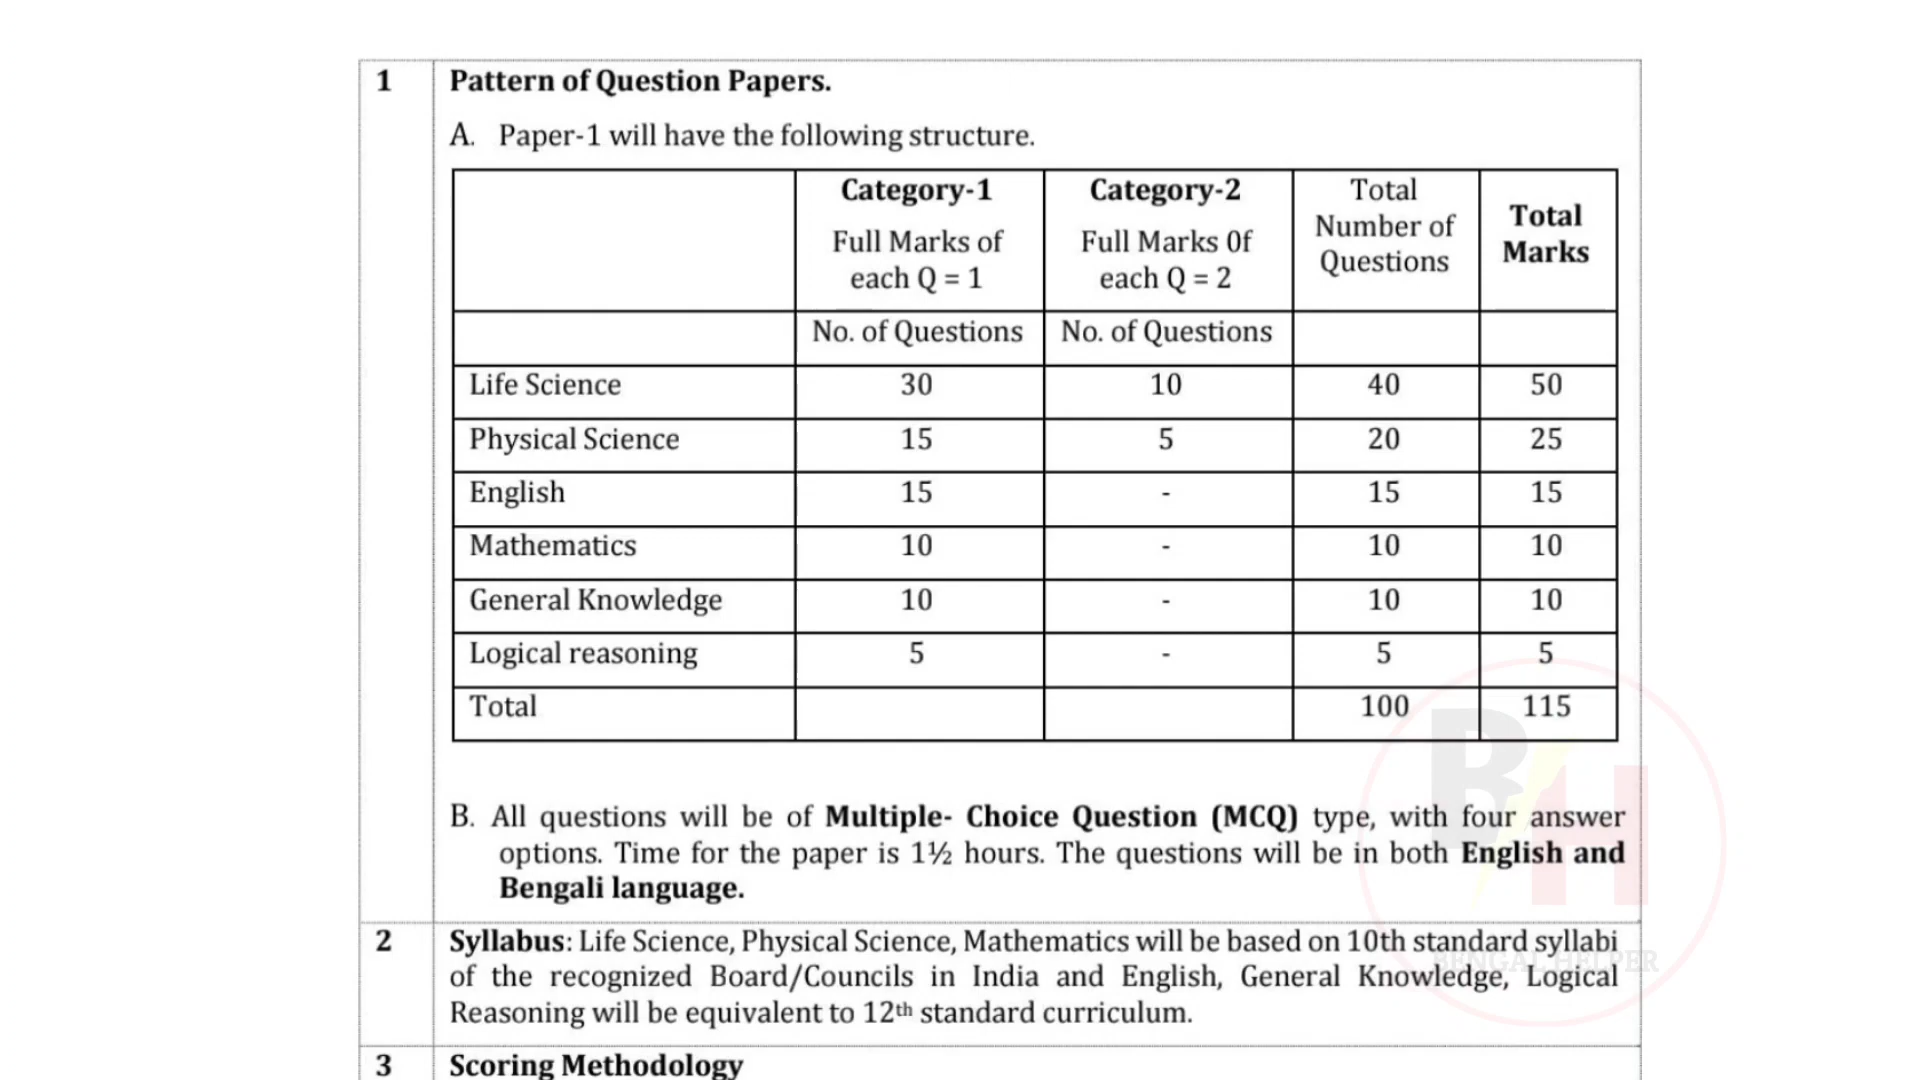 1 Pattern of Question Papers.
A. Paper-1 will have the following structure.
Category-1 Category-2 Total Number of Questions Total Marks
Full Marks of each Q = 1 Full Marks 0f each Q = 2
No. of Questions No. of Questions
Life Science 30 10 40 50
Physical Science 15 5 20 25
English 15 - 15 15
Mathematics 10 - 10 10
General Knowledge 10 - 10 10
Logical reasoning 5 - 5 5
Total 100 115
B. All questions will be of Multiple- Choice Question (MCQ) type, with four answer
options. Time for the paper is 1½ hours. The questions will be in both English and
Bengali language.
2 Syllabus: Life Science, Physical Science, Mathematics will be based on 10th standard syllabi
of the recognized Board/Councils in India and English, General Knowledge, Logical
Reasoning will be equivalent to 12th standard curriculum.
3 Scoring Methodology
BH
BENGAL HELPER